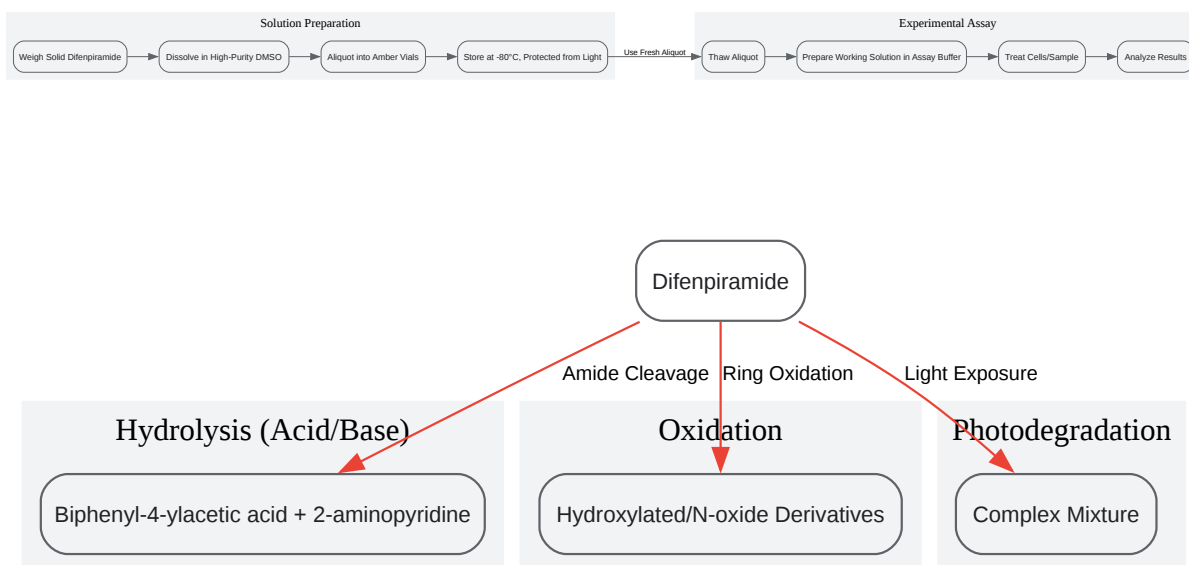 Solution Preparation
Experimental Assay
Weigh Solid Difenpiramide
Dissolve in High-Purity DMSO
Aliquot into Amber Vials
Store at -80°C, Protected from Light
Use Fresh Aliquot
Thaw Aliquot
Prepare Working Solution in Assay Buffer
Treat Cells/Sample
Analyze Results
Difenpiramide
Amide Cleavage
Ring Oxidation
Light Exposure
Hydrolysis (Acid/Base)
Oxidation
Photodegradation
Biphenyl-4-ylacetic acid + 2-aminopyridine
Hydroxylated/N-oxide Derivatives
Complex Mixture